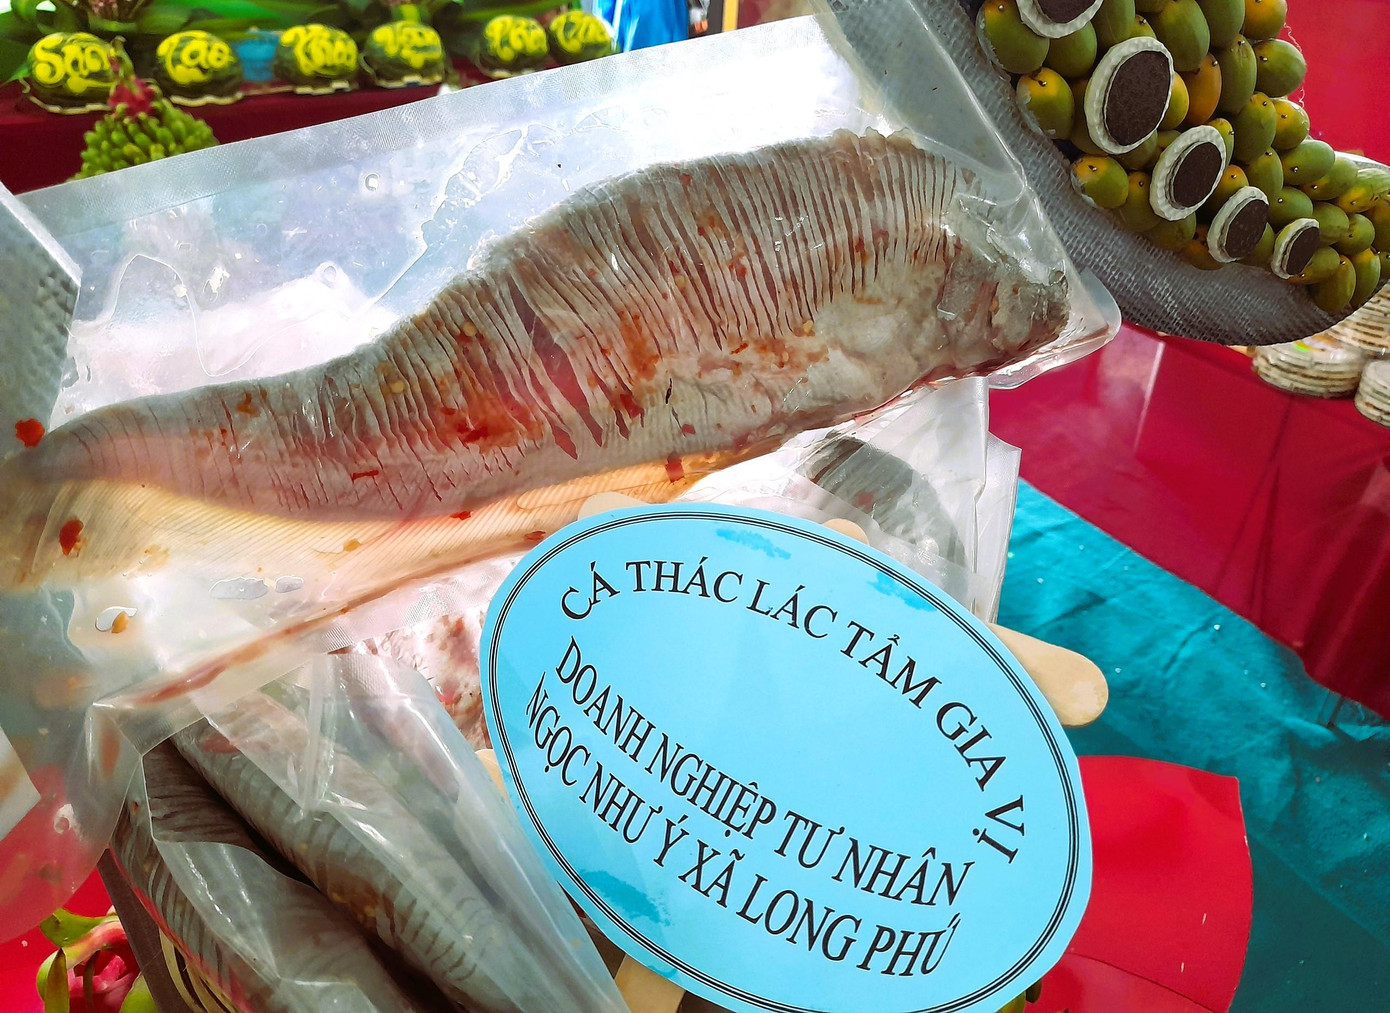 CÁ THÁC LÁC TẨM GIA VỊ
DOANH NGHIỆP TƯ NHÂN
NGỌC NHƯ Ý XÃ LONG PHÚ